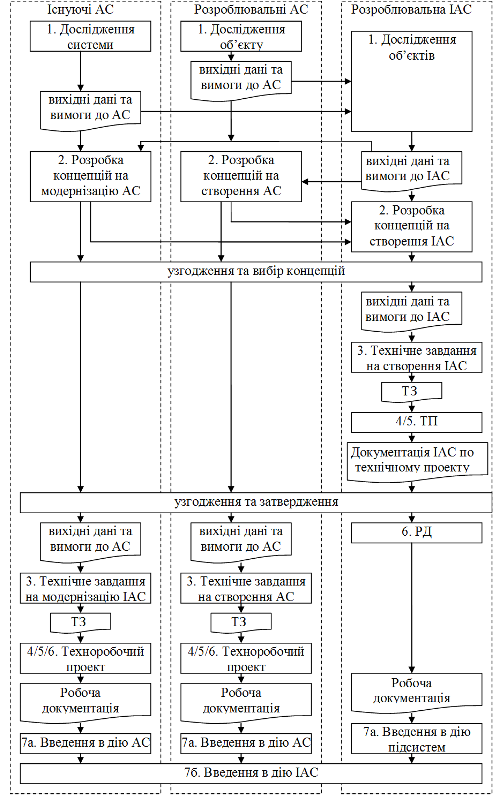 Існуючі АС
Розроблювальні АС
Розроблювальна ІАС
1. Дослідження
системи
1. Дослідження
об’єкту
1. Дослідження
об’єктів
вихідні дані та
вимоги до АС
вихідні дані та
вимоги до АС
2. Розробка
концепцій на
модернізацію АС
2. Розробка
концепцій на
створення АС
вихідні дані та
вимоги до ІАС
2. Розробка
концепцій на
створення ІАС
узгодження та вибір концепцій
вихідні дані та
вимоги до ІАС
3. Технічне завдання
на створення ІАС
ТЗ
4/5. ТП
Документація ІАС по
технічному проекту
узгодження та затвердження
вихідні дані та
вимоги до АС
вихідні дані та
вимоги до АС
6. РД
3. Технічне завдання
на модернізацію ІАС
3. Технічне завдання
на створення АС
ТЗ
ТЗ
4/5/6. Техноробочий
проект
4/5/6. Техноробочий
проект
Робоча
документація
Робоча
документація
Робоча
документація
7а. Введення в дію АС
7а. Введення в дію АС
7а. Введення в дію
підсистем
7б. Введення в дію ІАС